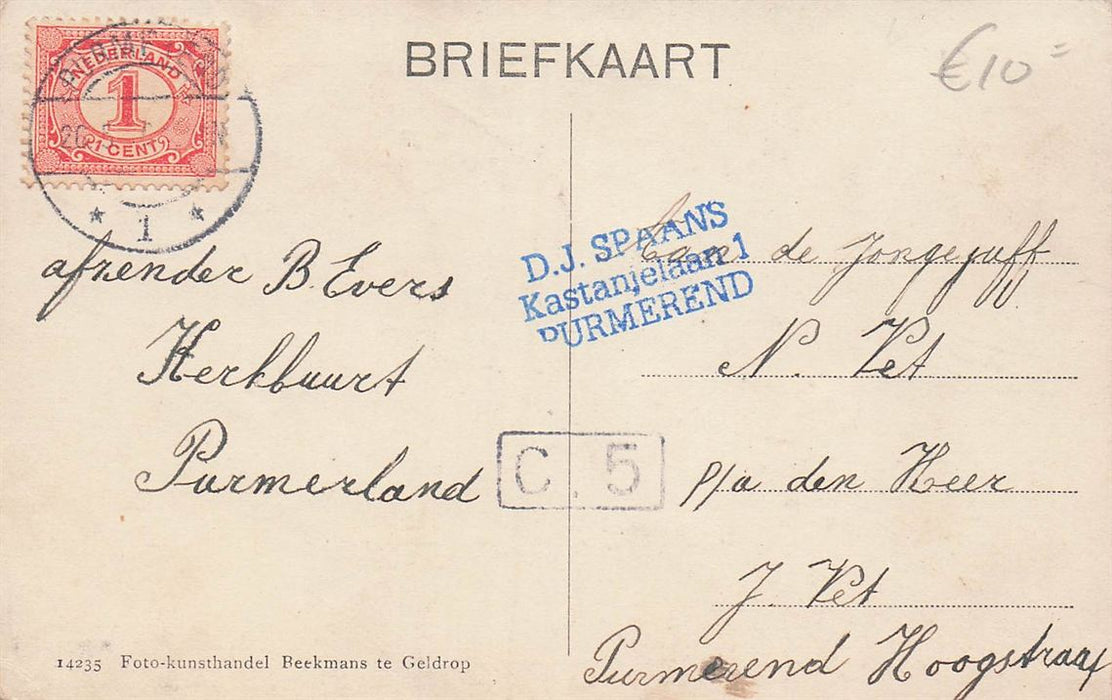 BRIEFKAART
€10=
NEDERLAND
1
1 CENT
1
afzender B. Evers
Kerkbuurt
Purmerland
D.J. SPAANS
Kastanjelaan 1
PURMEREND
C. 5
Aan de Jongejuff
N. Vet
p/a den Heer
J. Vet
Purmerend Hoogstraat
14235 Foto-kunsthandel Beekmans te Geldrop